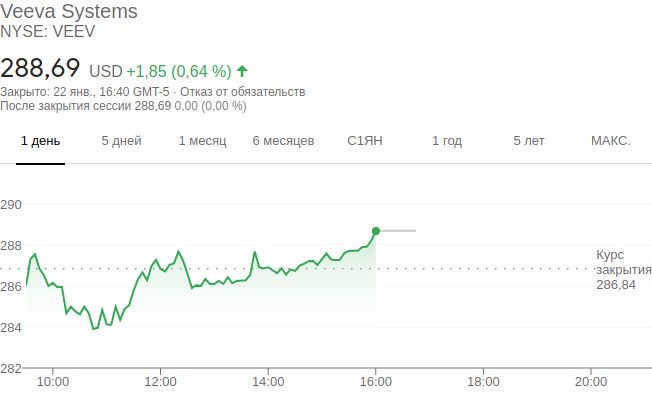 Veeva Systems
NYSE: VEEV
288,69 USD +1,85 (0,64 %)
Закрыто: 22 янв., 16:40 GMT-5 · Отказ от обязательств
После закрытия сессии 288,69 0,00 (0,00 %)
1 день 5 дней 1 месяц 6 месяцев С1ЯН 1 год 5 лет МАКС.
290
288
Курс
закрытия
286,84
286
284
282
10:00 12:00 14:00 16:00 18:00 20:00